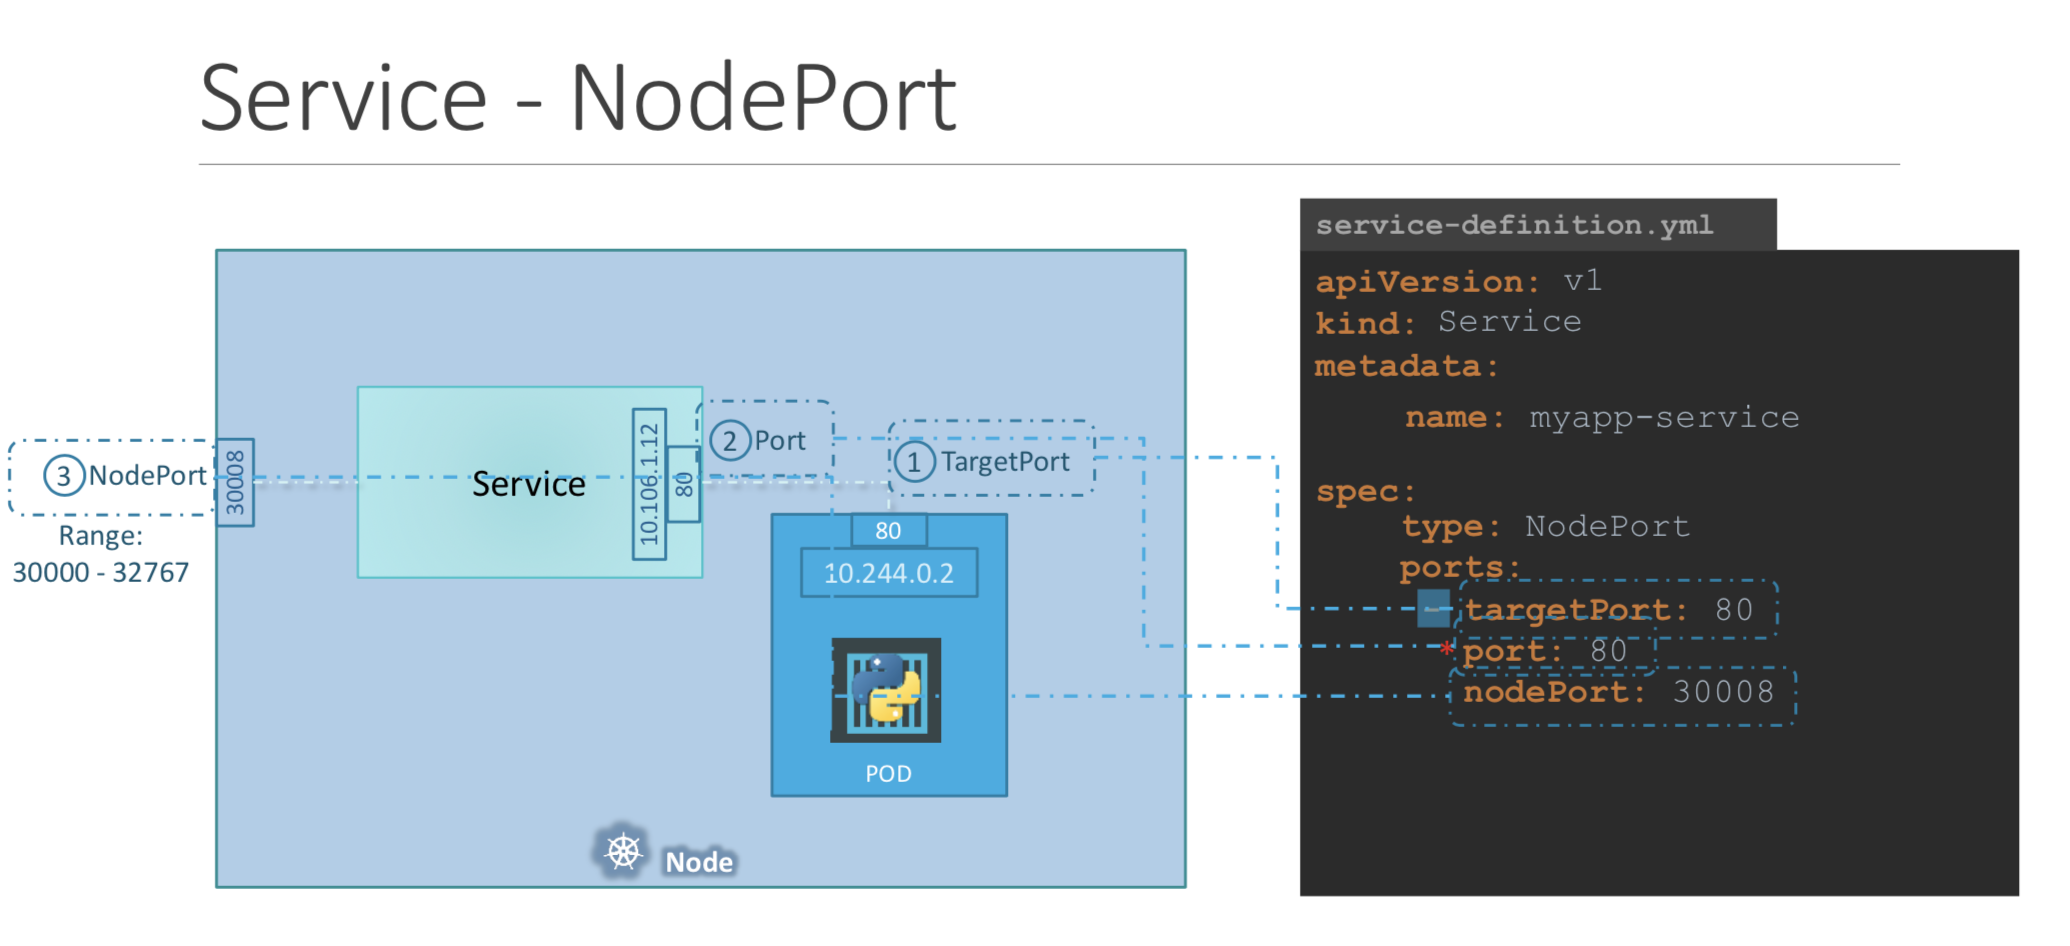 Service - NodePort
3 NodePort
Range:
30000 - 32767
30008
Service
10.106.1.12
80
2 Port
1 TargetPort
80
10.244.0.2
POD
Node
service-definition.yml
apiVersion: v1
kind: Service
metadata:
name: myapp-service
spec:
type: NodePort
ports:
- targetPort: 80
* port: 80
nodePort: 30008